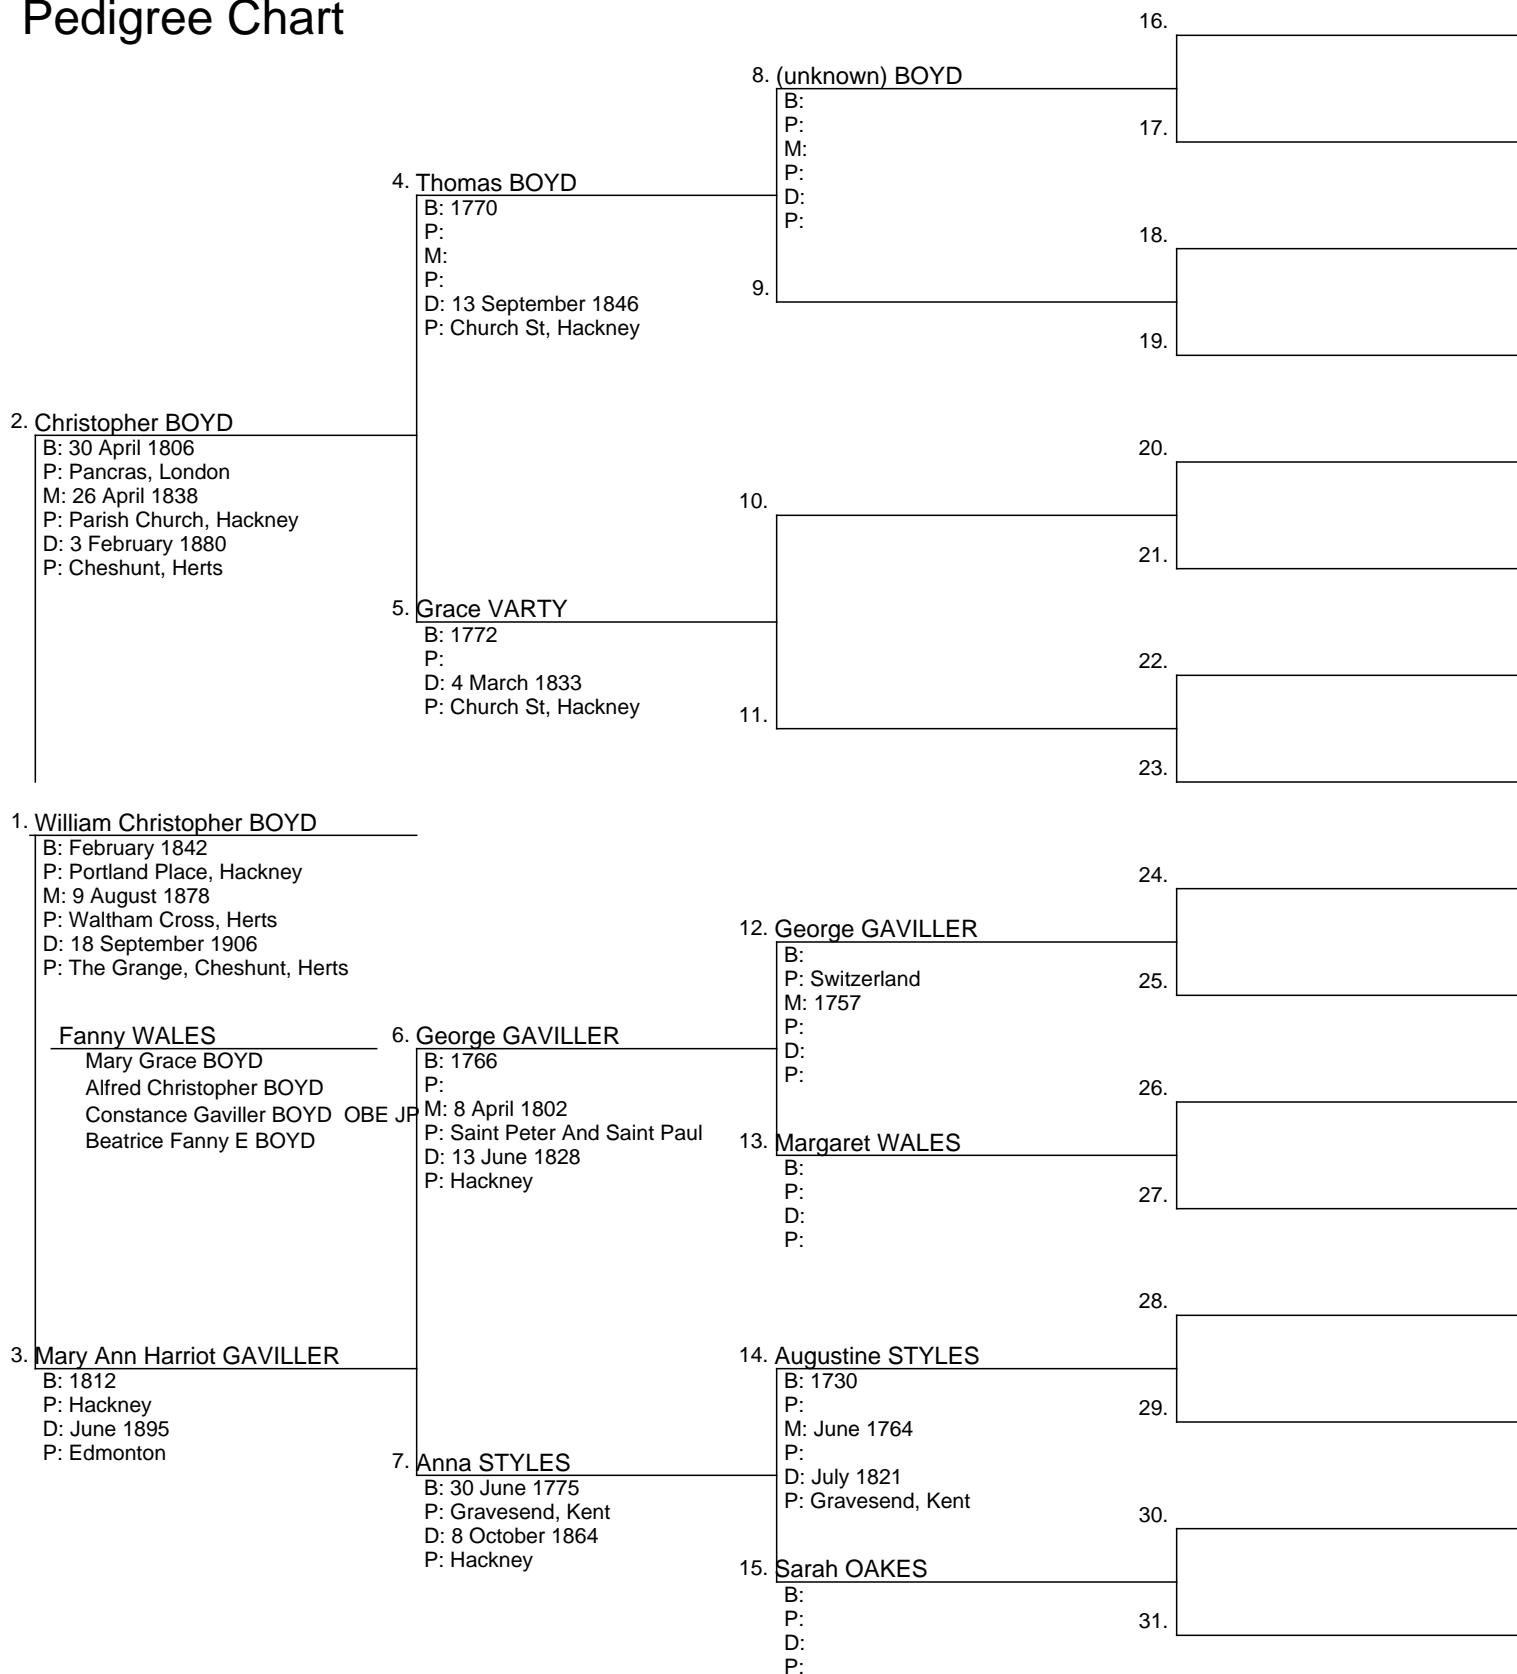 Pedigree Chart
16.
8. (unknown) BOYD
B:
P:
M:
P:
D:
P:
17.
4. Thomas BOYD
B: 1770
P:
M:
P:
D: 13 September 1846
P: Church St, Hackney
18.
9.
19.
2. Christopher BOYD
B: 30 April 1806
P: Pancras, London
M: 26 April 1838
P: Parish Church, Hackney
D: 3 February 1880
P: Cheshunt, Herts
20.
10.
21.
5. Grace VARTY
B: 1772
P:
D: 4 March 1833
P: Church St, Hackney
22.
11.
23.
1. William Christopher BOYD
B: February 1842
P: Portland Place, Hackney
M: 9 August 1878
P: Waltham Cross, Herts
D: 18 September 1906
P: The Grange, Cheshunt, Herts
Fanny WALES
Mary Grace BOYD
Alfred Christopher BOYD
Constance Gaviller BOYD  OBE JP
Beatrice Fanny E BOYD
24.
12. George GAVILLER
B:
P: Switzerland
M: 1757
P:
D:
P:
25.
6. George GAVILLER
B: 1766
P:
M: 8 April 1802
P: Saint Peter And Saint Paul
D: 13 June 1828
P: Hackney
26.
13. Margaret WALES
B:
P:
D:
P:
27.
28.
3. Mary Ann Harriot GAVILLER
B: 1812
P: Hackney
D: June 1895
P: Edmonton
14. Augustine STYLES
B: 1730
P:
M: June 1764
P:
D: July 1821
P: Gravesend, Kent
29.
7. Anna STYLES
B: 30 June 1775
P: Gravesend, Kent
D: 8 October 1864
P: Hackney
30.
15. Sarah OAKES
B:
P:
D:
P:
31.